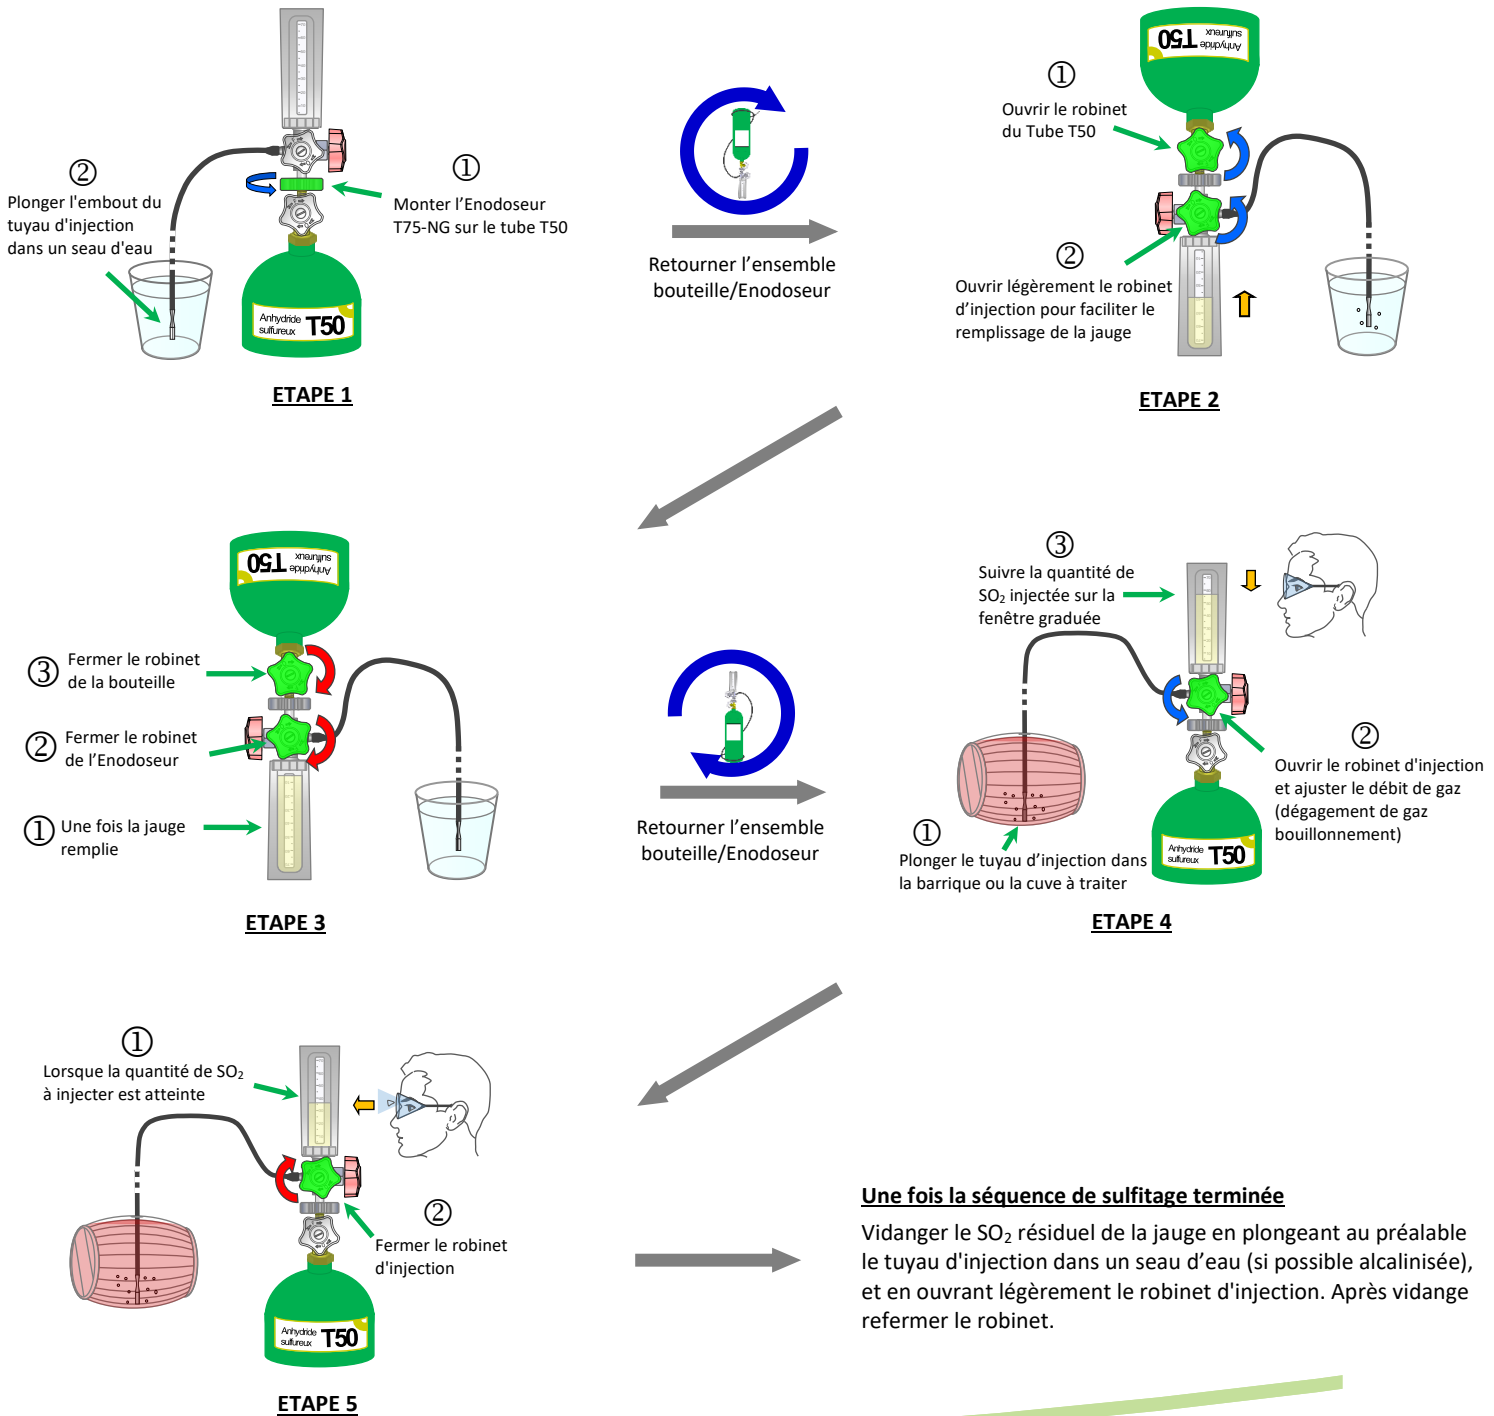 ②
Plonger l'embout du
tuyau d'injection
dans un seau d'eau
①
Monter l’Enodoseur
T75-NG sur le tube T50
Anhydride
sulfureux T50
ETAPE 1
Retourner l’ensemble
bouteille/Enodoseur
Anhydride
sulfureux T50
①
Ouvrir le robinet
du Tube T50
②
Ouvrir légèrement le robinet
d’injection pour faciliter le
remplissage de la jauge
ETAPE 2
Anhydride
sulfureux T50
③ Fermer le robinet
de la bouteille
② Fermer le robinet
de l’Enodoseur
① Une fois la jauge
remplie
ETAPE 3
Retourner l’ensemble
bouteille/Enodoseur
③
Suivre la quantité de
SO₂ injectée sur la
fenêtre graduée
②
Ouvrir le robinet d'injection
et ajuster le débit de gaz
(dégagement de gaz
bouillonnement)
①
Plonger le tuyau d’injection dans
la barrique ou la cuve à traiter
Anhydride
sulfureux T50
ETAPE 4
①
Lorsque la quantité de SO₂
à injecter est atteinte
②
Fermer le robinet
d'injection
Anhydride
sulfureux T50
ETAPE 5
Une fois la séquence de sulfitage terminée
Vidanger le SO₂ résiduel de la jauge en plongeant au préalable
le tuyau d'injection dans un seau d’eau (si possible alcalinisée),
et en ouvrant légèrement le robinet d'injection. Après vidange
refermer le robinet.